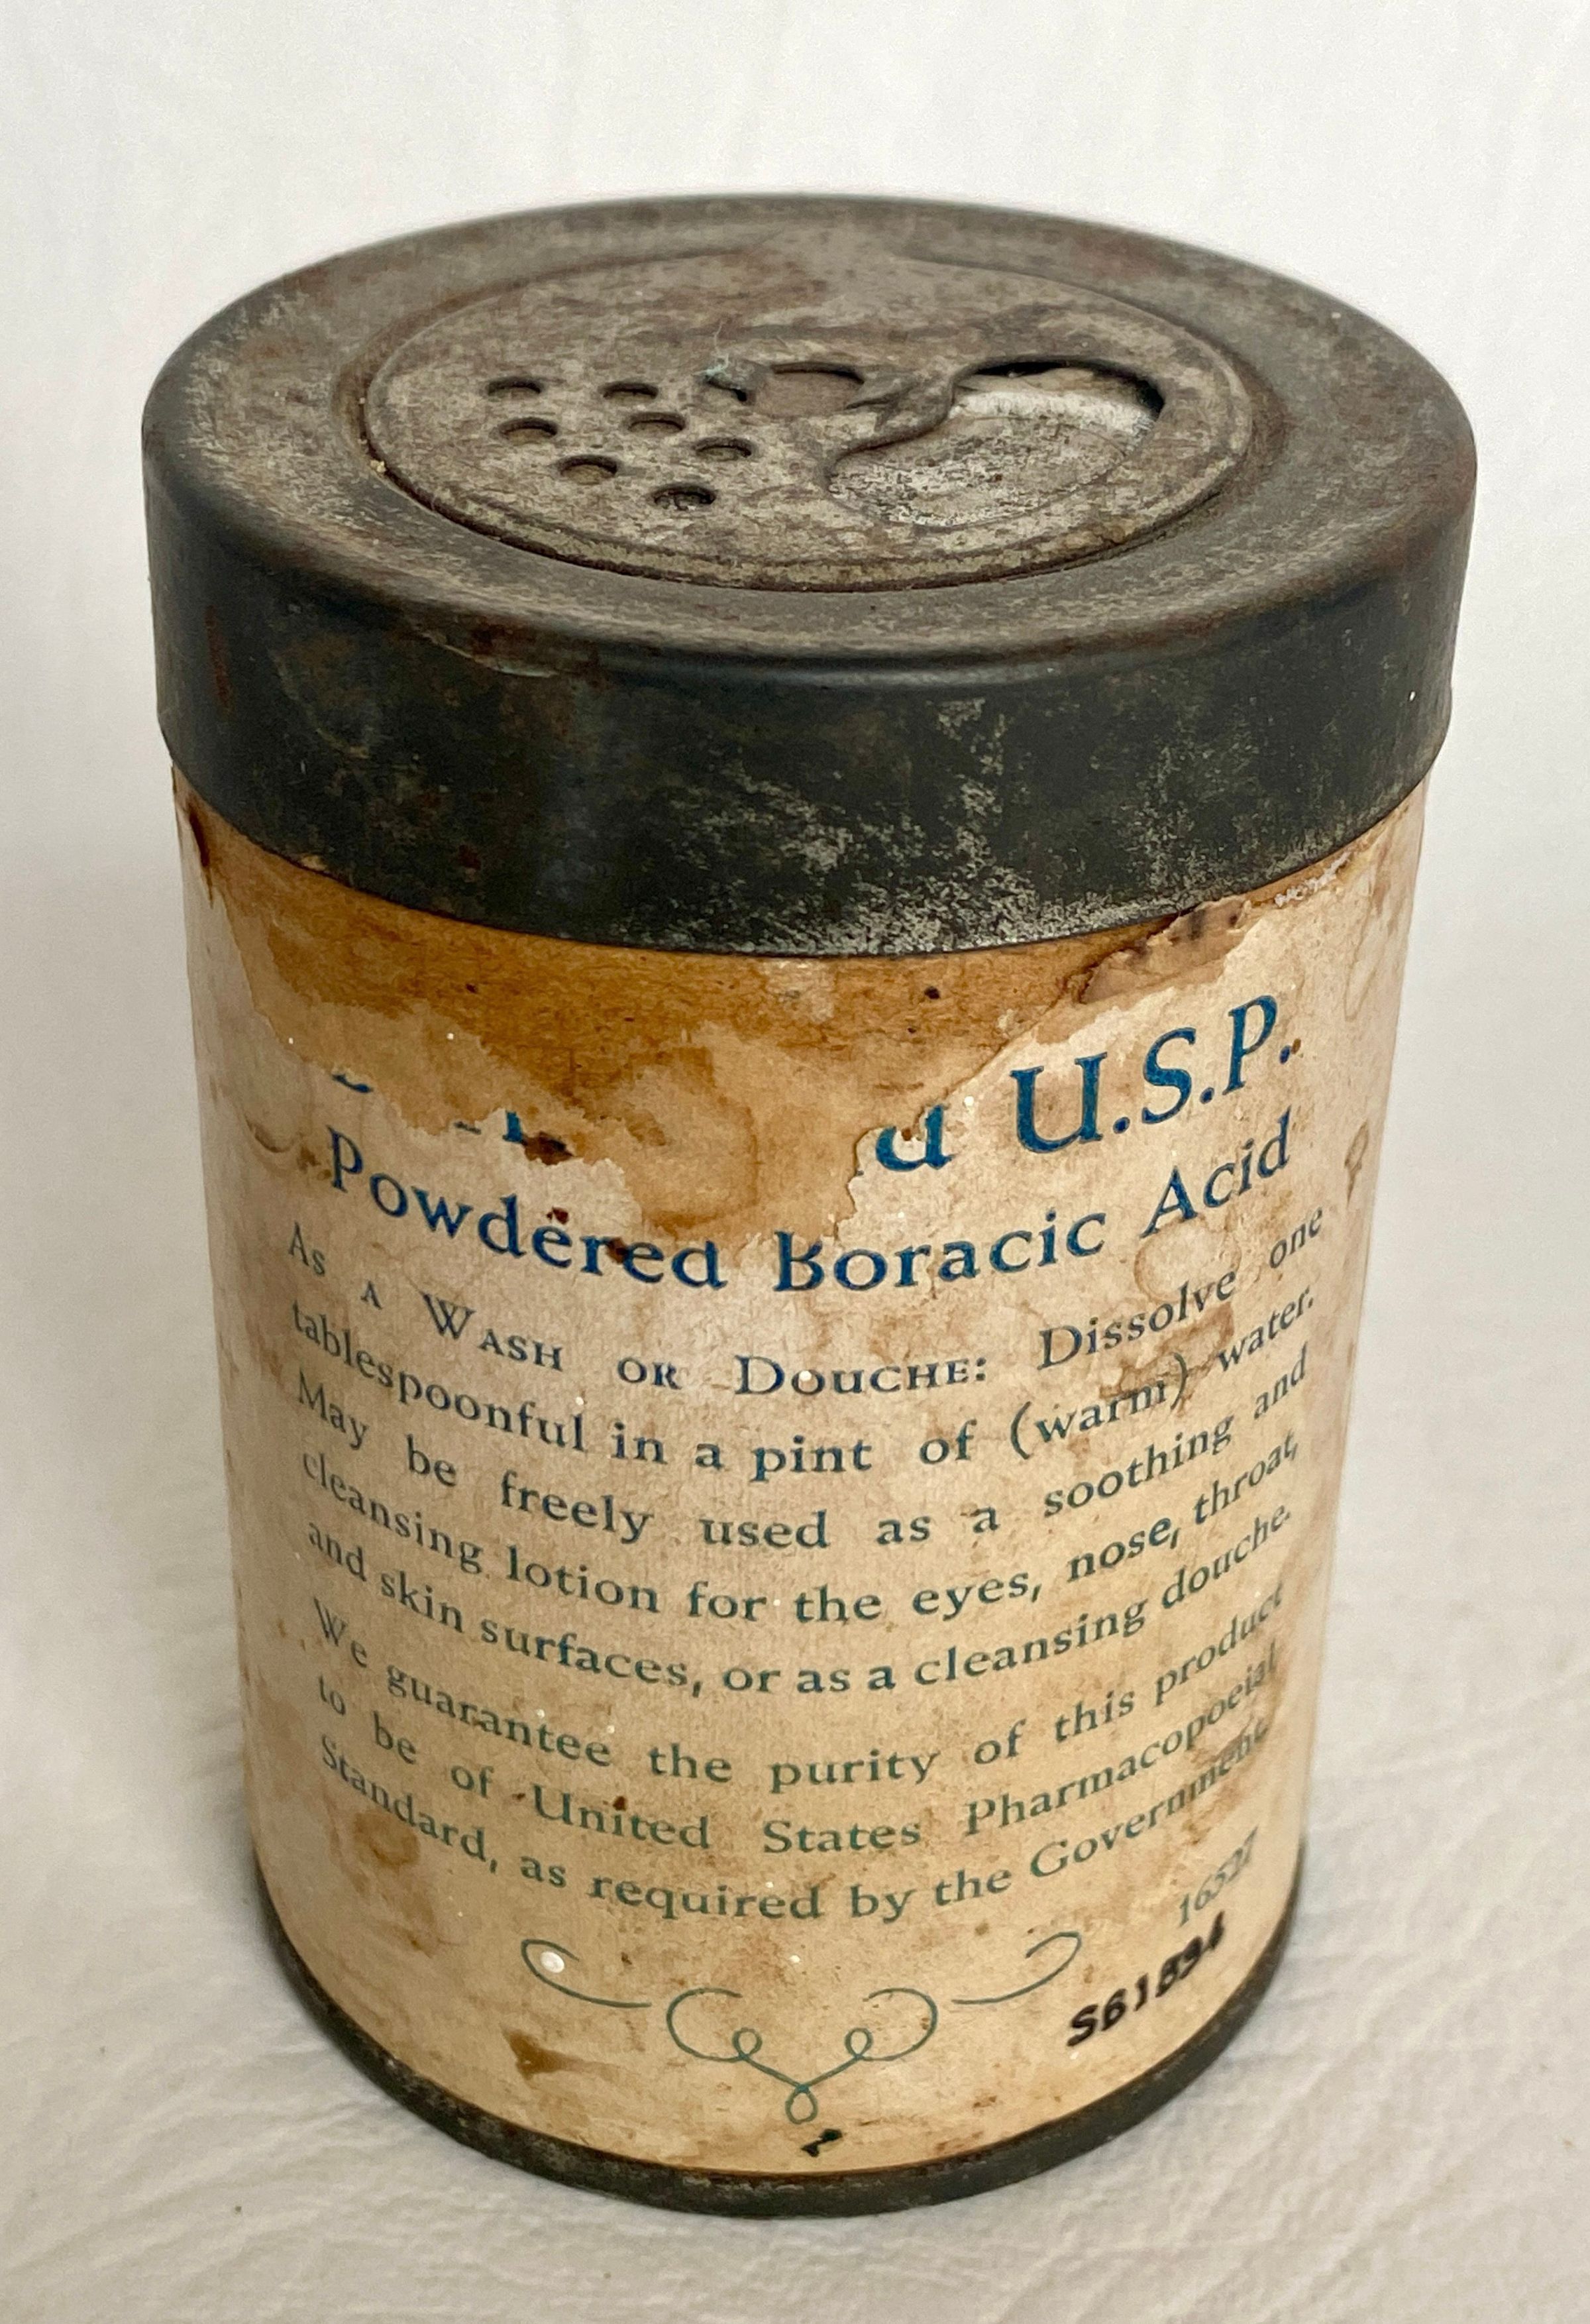 U.S.P.
Powdered Boracic Acid
As a Wash or Douche: Dissolve one
tablespoonful in a pint of (warm) water.
May be freely used as a soothing and
cleansing lotion for the eyes, nose, throat,
and skin surfaces, or as a cleansing douche.
We guarantee the purity of this product
to be of United States Pharmacopoeial
Standard, as required by the Government.
16527
S61894